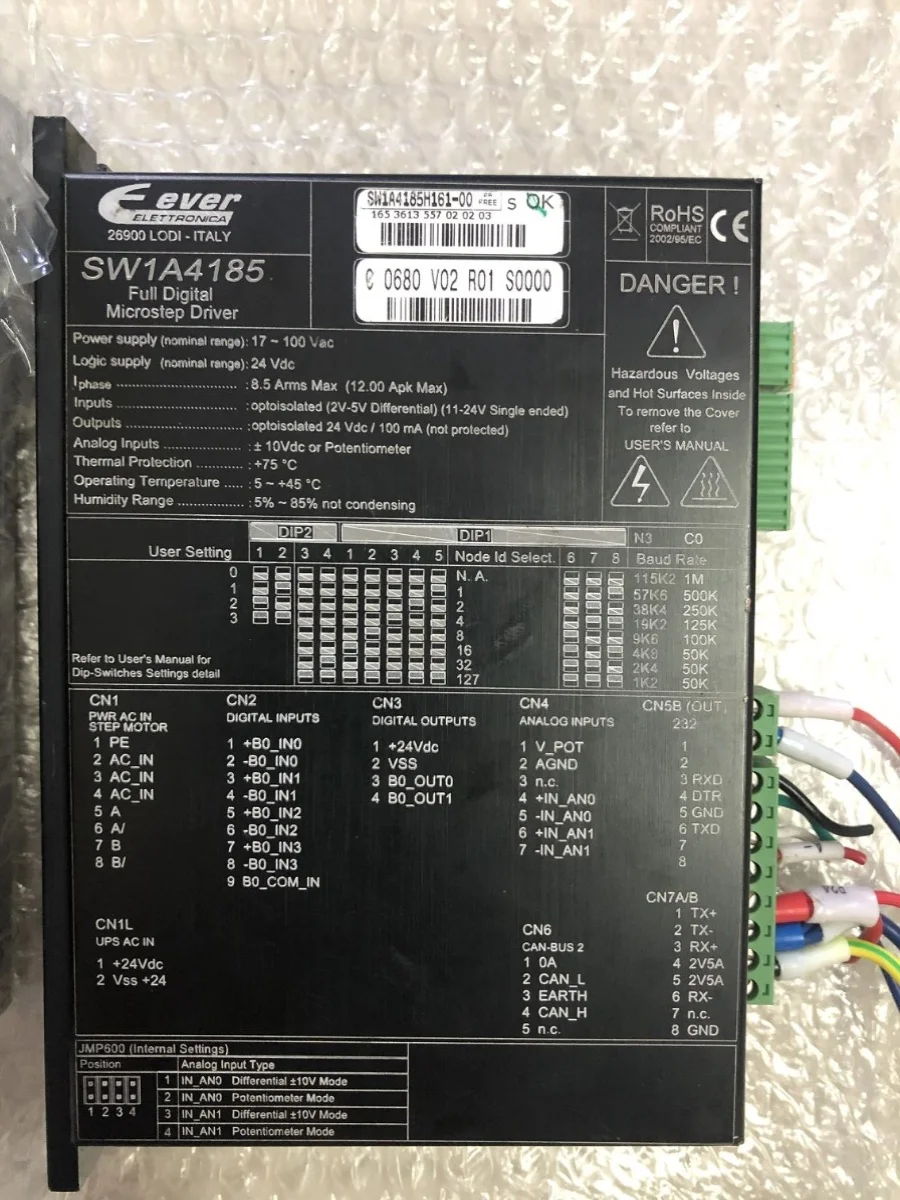 ever
ELETTRONICA
26900 LODI - ITALY
SW1A4185
Full Digital
Microstep Driver
SW1A4185H161-00 PB FREE S OK
165 3613 557 02 02 03
0680 V02 R01 S0000
RoHS
COMPLIANT
2002/95/EC
CE
DANGER !
Hazardous Voltages
and Hot Surfaces Inside
To remove the Cover
refer to
USER'S MANUAL
Power supply (nominal range): 17 ~ 100 Vac
Logic supply (nominal range): 24 Vdc
Iphase .......................... : 8.5 Arms Max (12.00 Apk Max)
Inputs .......................... : optoisolated (2V-5V Differential) (11-24V Single ended)
Outputs ....................... : optoisolated 24 Vdc / 100 mA (not protected)
Analog Inputs ................ : ± 10Vdc or Potentiometer
Thermal Protection ........... : +75 °C
Operating Temperature ..... : 5 ~ +45 °C
Humidity Range ................. : 5% ~ 85% not condensing
DIP2 DIP1 N3 C0
User Setting 1 2 3 4 1 2 3 4 5 Node Id Select. 6 7 8 Baud Rate
0 N. A. 115K2 1M
1 1 57K6 500K
2 2 38K4 250K
3 4 19K2 125K
8 9K6 100K
16 4K8 50K
32 2K4 50K
127 1K2 50K
Refer to User's Manual for
Dip-Switches Settings detail
CN1
PWR AC IN
STEP MOTOR
1 PE
2 AC_IN
3 AC_IN
4 AC_IN
5 A
6 A/
7 B
8 B/
CN1L
UPS AC IN
1 +24Vdc
2 Vss +24
CN2
DIGITAL INPUTS
1 +B0_IN0
2 -B0_IN0
3 +B0_IN1
4 -B0_IN1
5 +B0_IN2
6 -B0_IN2
7 +B0_IN3
8 -B0_IN3
9 B0_COM_IN
CN3
DIGITAL OUTPUTS
1 +24Vdc
2 VSS
3 B0_OUT0
4 B0_OUT1
CN4
ANALOG INPUTS
1 V_POT
2 AGND
3 n.c.
4 +IN_AN0
5 -IN_AN0
6 +IN_AN1
7 -IN_AN1
CN6
CAN-BUS 2
1 0A
2 CAN_L
3 EARTH
4 CAN_H
5 n.c.
CN5B (OUT)
232
1
2
3 RXD
4 DTR
5 GND
6 TXD
7
8
CN7A/B
1 TX+
2 TX-
3 RX+
4 2V5A
5 2V5A
6 RX-
7 n.c.
8 GND
JMP600 (Internal Settings)
Position Analog Input Type
1 2 3 4
1 IN_AN0 Differential ±10V Mode
2 IN_AN0 Potentiometer Mode
3 IN_AN1 Differential ±10V Mode
4 IN_AN1 Potentiometer Mode